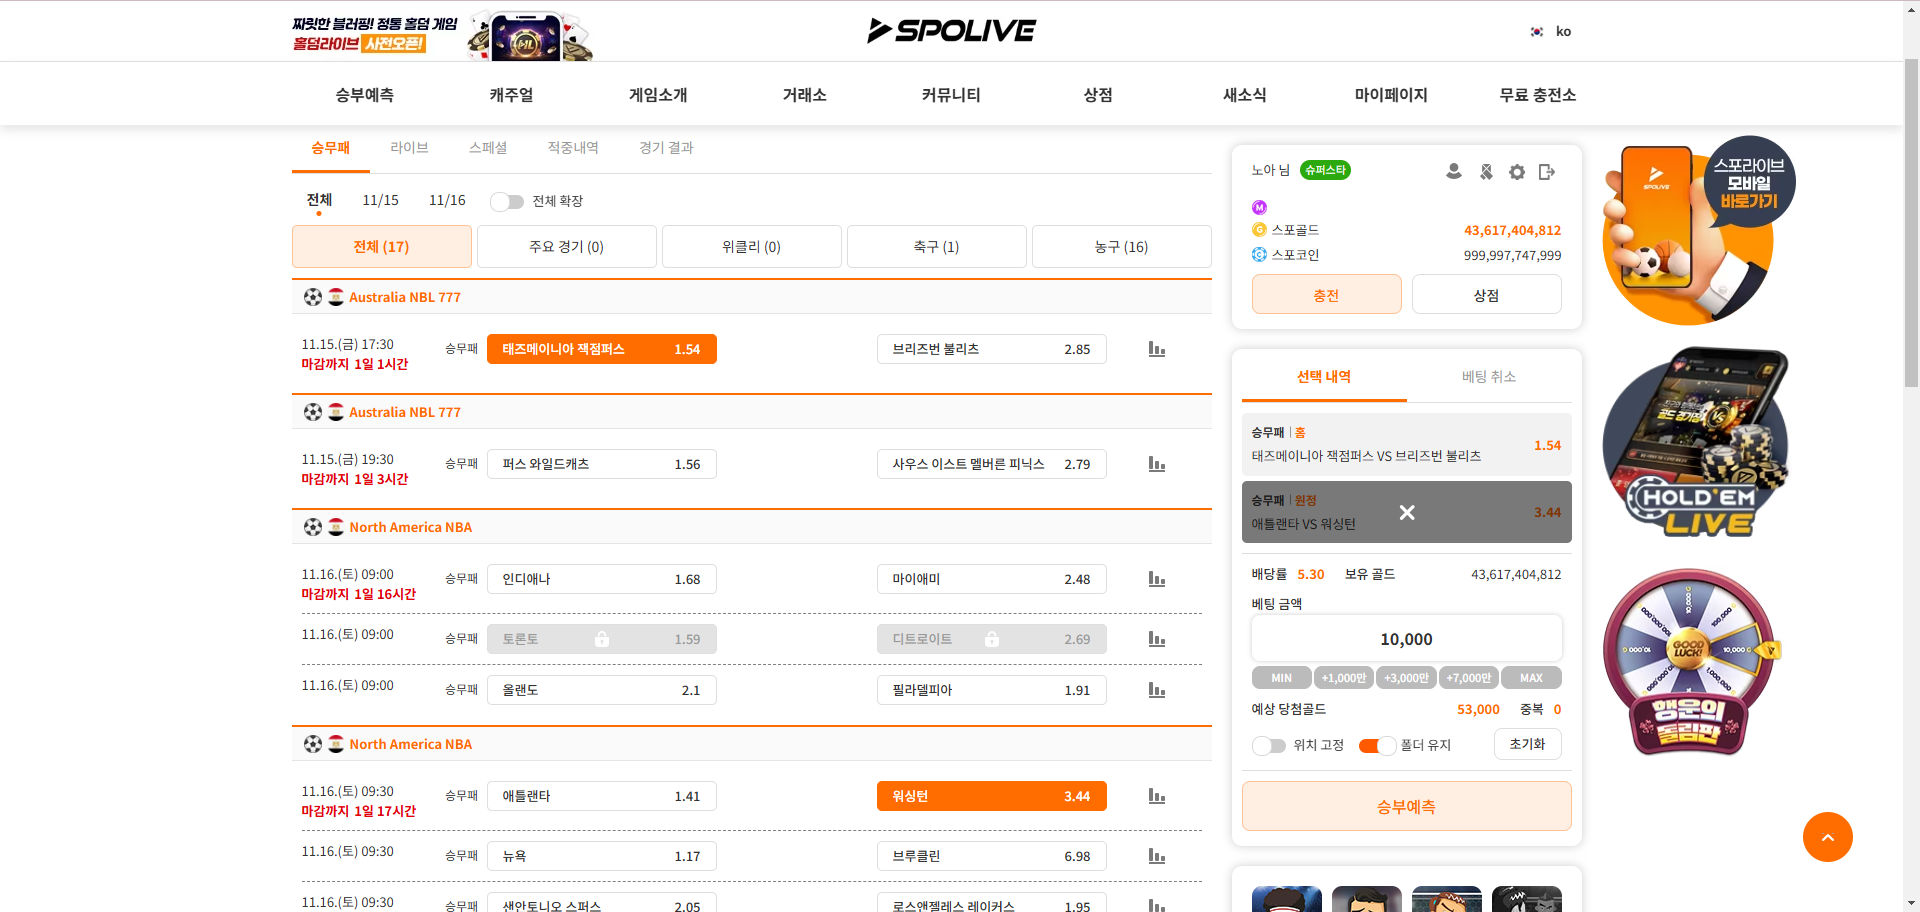 짜릿한 블러핑! 정통 홀덤 게임
홀덤라이브 사전오픈!
SPOLIVE
ko
승부예측 캐주얼 게임소개 거래소 커뮤니티 상점 새소식 마이페이지 무료 충전소
승무패 라이브 스페셜 적중내역 경기 결과
전체 11/15 11/16 전체 확장
전체 (17) 주요 경기 (0) 위클리 (0) 축구 (1) 농구 (16)
Australia NBL 777
11.15.(금) 17:30
마감까지 1일 1시간
승무패 태즈메이니아 잭점퍼스 1.54 브리즈번 불리츠 2.85
Australia NBL 777
11.15.(금) 19:30
마감까지 1일 3시간
승무패 퍼스 와일드캐츠 1.56 사우스 이스트 멜버른 피닉스 2.79
North America NBA
11.16.(토) 09:00
마감까지 1일 16시간
승무패 인디애나 1.68 마이애미 2.48
11.16.(토) 09:00 승무패 토론토 1.59 디트로이트 2.69
11.16.(토) 09:00 승무패 올랜도 2.1 필라델피아 1.91
North America NBA
11.16.(토) 09:30
마감까지 1일 17시간
승무패 애틀랜타 1.41 워싱턴 3.44
11.16.(토) 09:30 승무패 뉴욕 1.17 브루클린 6.98
11.16.(토) 09:30 승무패 샌안토니오 스퍼스 2.05 로스앤젤레스 레이커스 1.95
노아 님 슈퍼스타
M
G 스포골드 43,617,404,812
스포코인 999,997,747,999
충전 상점
선택 내역 베팅 취소
승무패 | 홈
태즈메이니아 잭점퍼스 VS 브리즈번 불리츠
1.54
승무패 | 원정
애틀랜타 VS 워싱턴
3.44
배당률 5.30 보유 골드 43,617,404,812
베팅 금액
10,000
MIN +1,000만 +3,000만 +7,000만 MAX
예상 당첨골드 53,000 중복 0
위치 고정 폴더 유지 초기화
승부예측
스포라이브
모바일
바로가기
SPOLIVE
골드 경기장
VS
HOLD'EM
LIVE
GOOD
LUCK!
행운의
돌림판